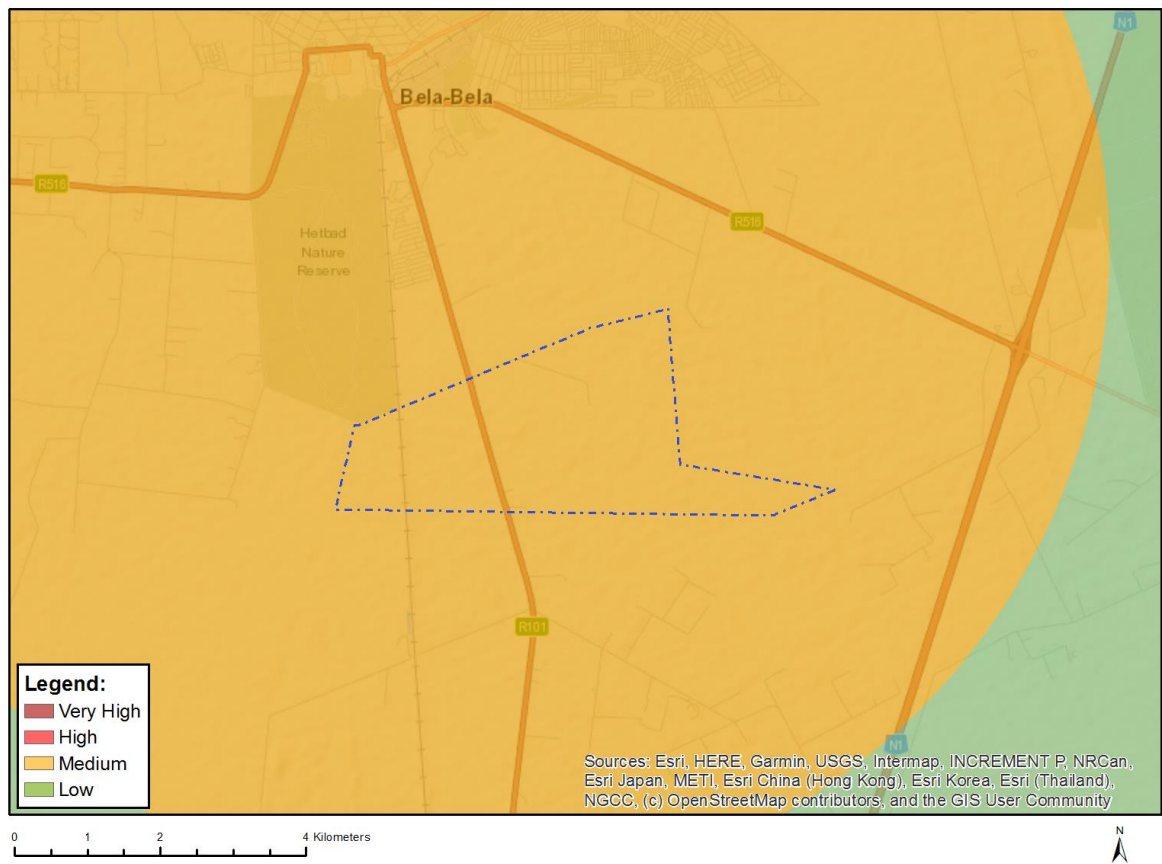 N1
Bela-Bela
R516
R516
Hetbad
Nature
Reserve
R101
N1
Legend:
Very High
High
Medium
Low
Sources: Esri, HERE, Garmin, USGS, Intermap, INCREMENT P, NRCan,
Esri Japan, METI, Esri China (Hong Kong), Esri Korea, Esri (Thailand),
NGCC, (c) OpenStreetMap contributors, and the GIS User Community
0 1 2 4 Kilometers
N